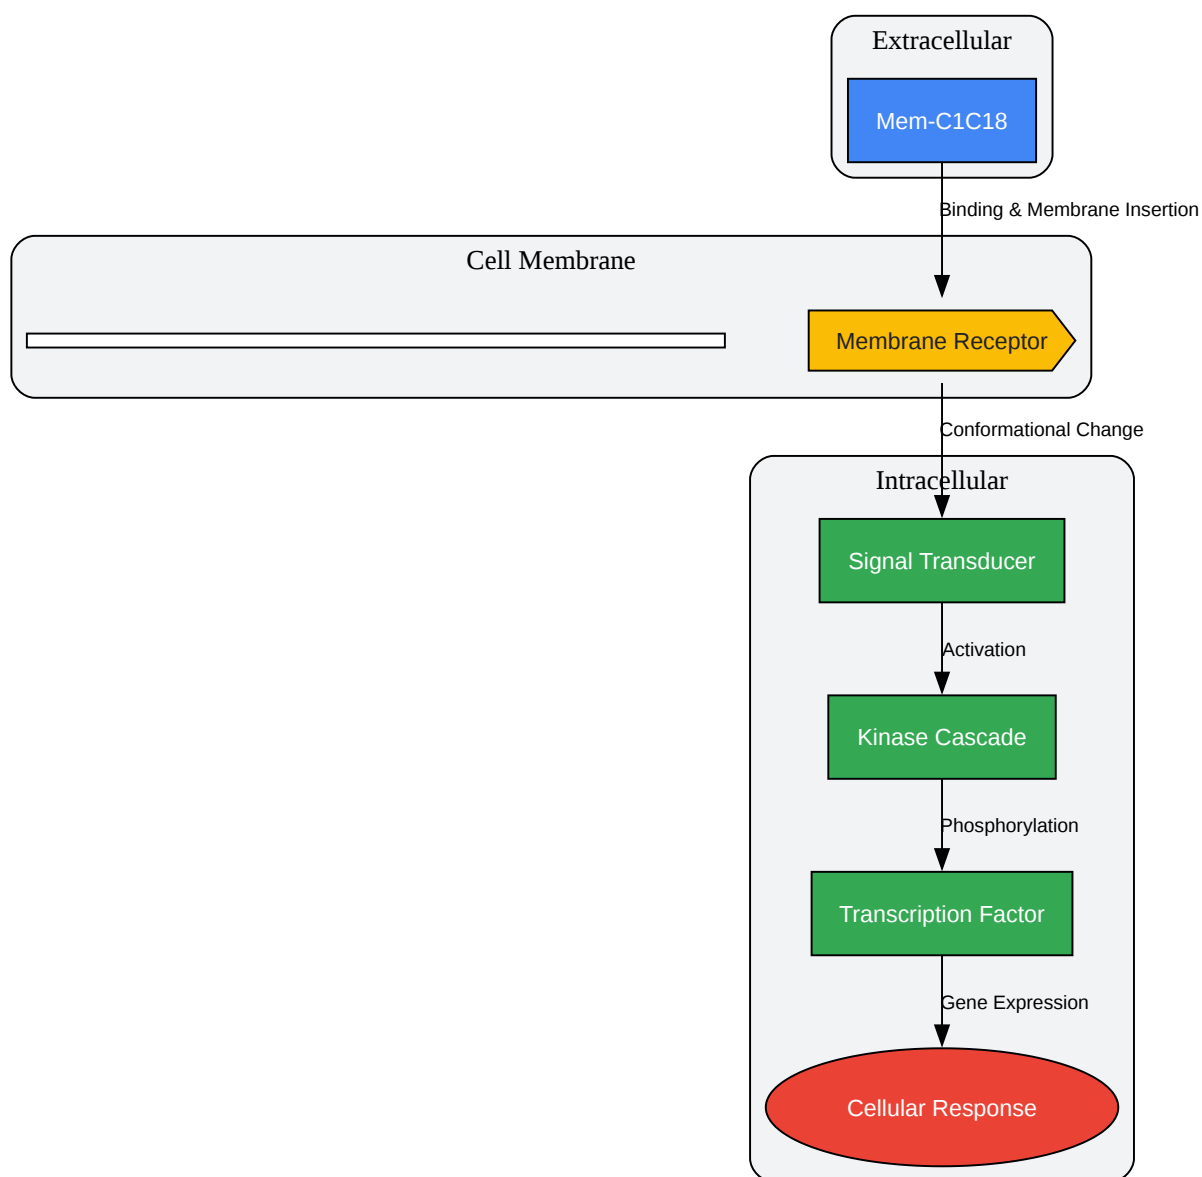 Extracellular
Mem-C1C18
Binding & Membrane Insertion
Cell Membrane
Membrane Receptor
Conformational Change
Intracellular
Signal Transducer
Activation
Kinase Cascade
Phosphorylation
Transcription Factor
Gene Expression
Cellular Response